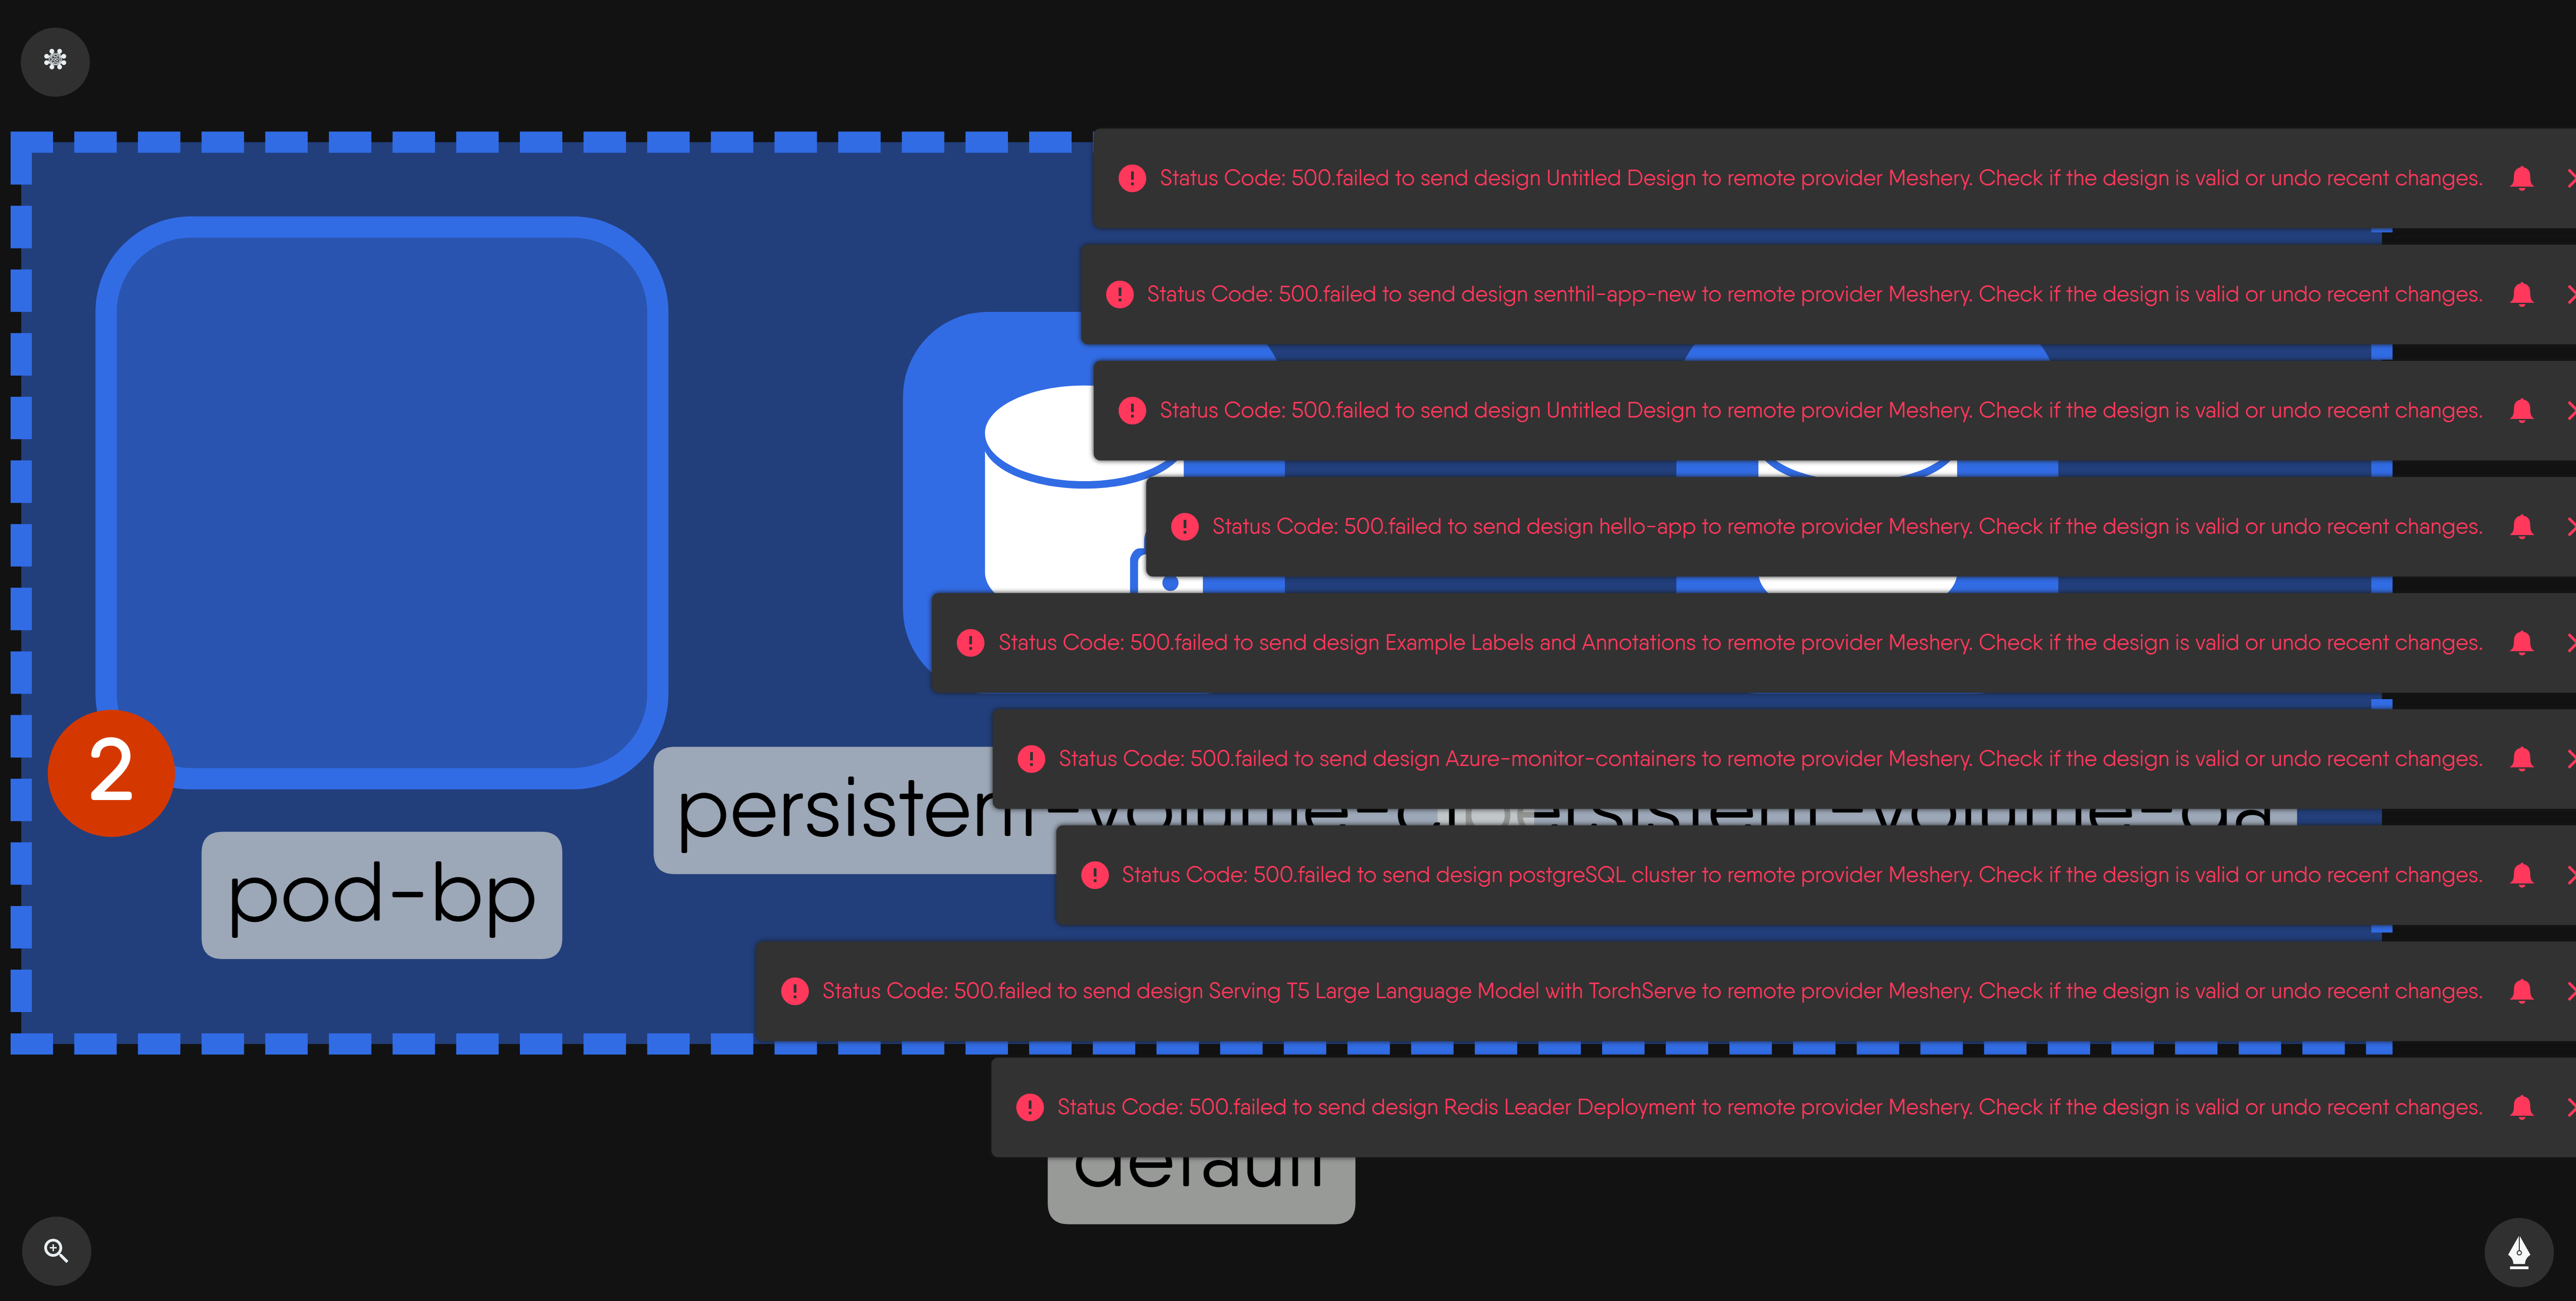 Status Code: 500.failed to send design Untitled Design to remote provider Meshery. Check if the design is valid or undo recent changes.
Status Code: 500.failed to send design senthil-app-new to remote provider Meshery. Check if the design is valid or undo recent changes.
Status Code: 500.failed to send design Untitled Design to remote provider Meshery. Check if the design is valid or undo recent changes.
Status Code: 500.failed to send design hello-app to remote provider Meshery. Check if the design is valid or undo recent changes.
Status Code: 500.failed to send design Example Labels and Annotations to remote provider Meshery. Check if the design is valid or undo recent changes.
Status Code: 500.failed to send design Azure-monitor-containers to remote provider Meshery. Check if the design is valid or undo recent changes.
2
persistent-volume-
persistent-volume-
pod-bp
Status Code: 500.failed to send design postgreSQL cluster to remote provider Meshery. Check if the design is valid or undo recent changes.
Status Code: 500.failed to send design Serving T5 Large Language Model with TorchServe to remote provider Meshery. Check if the design is valid or undo recent changes.
Status Code: 500.failed to send design Redis Leader Deployment to remote provider Meshery. Check if the design is valid or undo recent changes.
default